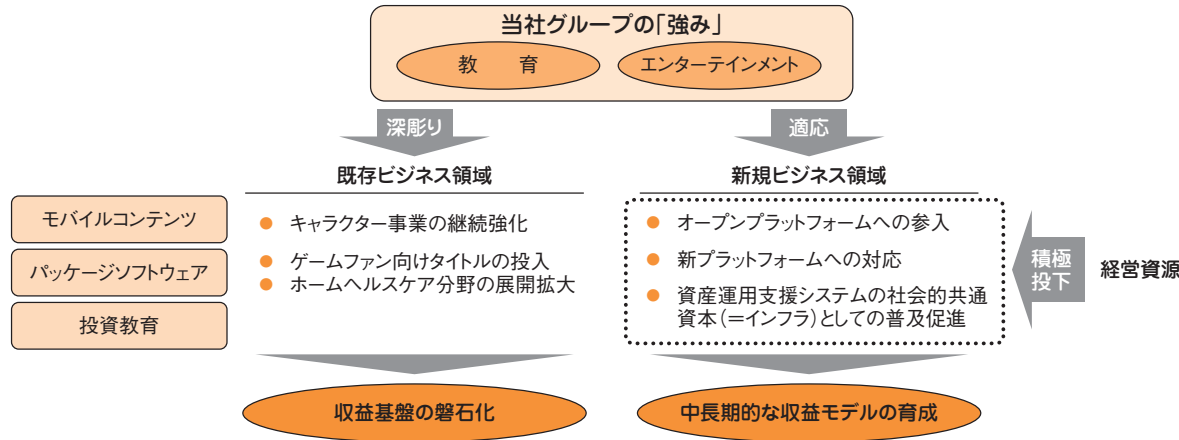 当社グループの「強み」
教　育
エンターテインメント
深彫り
適応
既存ビジネス領域
新規ビジネス領域
モバイルコンテンツ
パッケージソフトウェア
投資教育
● キャラクター事業の継続強化
● ゲームファン向けタイトルの投入
● ホームヘルスケア分野の展開拡大
● オープンプラットフォームへの参入
● 新プラットフォームへの対応
● 資産運用支援システムの社会的共通
資本（＝インフラ）としての普及促進
積極
投下
経営資源
収益基盤の磐石化
中長期的な収益モデルの育成